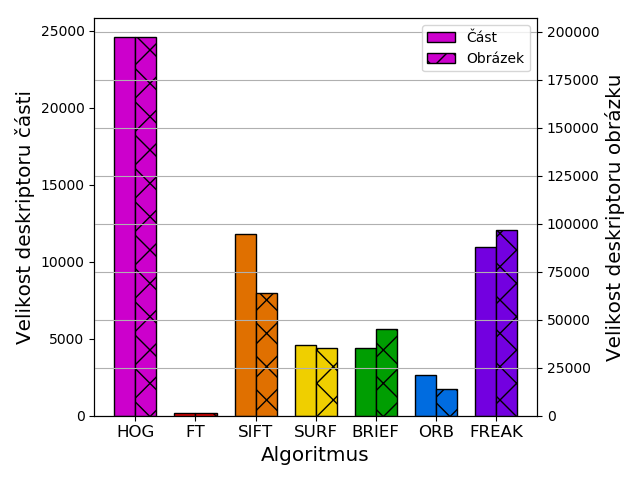 25000
20000
15000
10000
5000
0
Velikost deskriptoru části
Část
Obrázek
200000
175000
150000
125000
100000
75000
50000
25000
0
Velikost deskriptoru obrázku
HOG FT SIFT SURF BRIEF ORB FREAK
Algoritmus